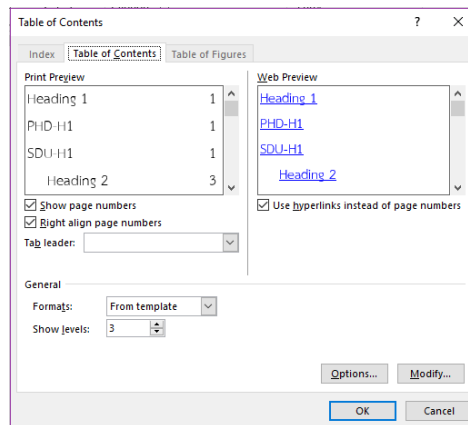 Table of Contents ? X
Index Table of Contents Table of Figures
Print Preview
Heading 1 1
PHD-H1 1
SDU-H1 1
Heading 2 3
Web Preview
Heading 1
PHD-H1
SDU-H1
Heading 2
Show page numbers
Right align page numbers
Tab leader:
Use hyperlinks instead of page numbers
General
Formats: From template
Show levels: 3
Options... Modify...
OK Cancel